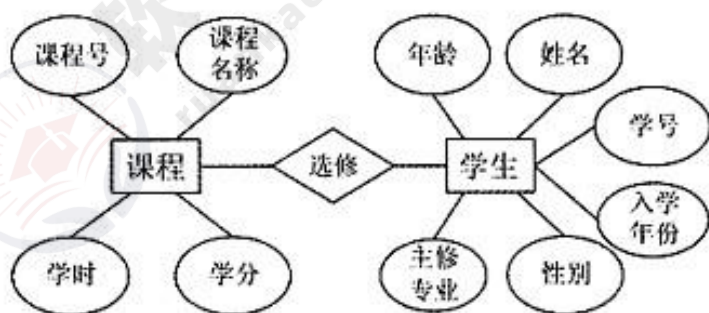 课程号
课程
名称
年龄
姓名
学号
课程
选修
学生
入学
年份
学时
学分
主修
专业
性别